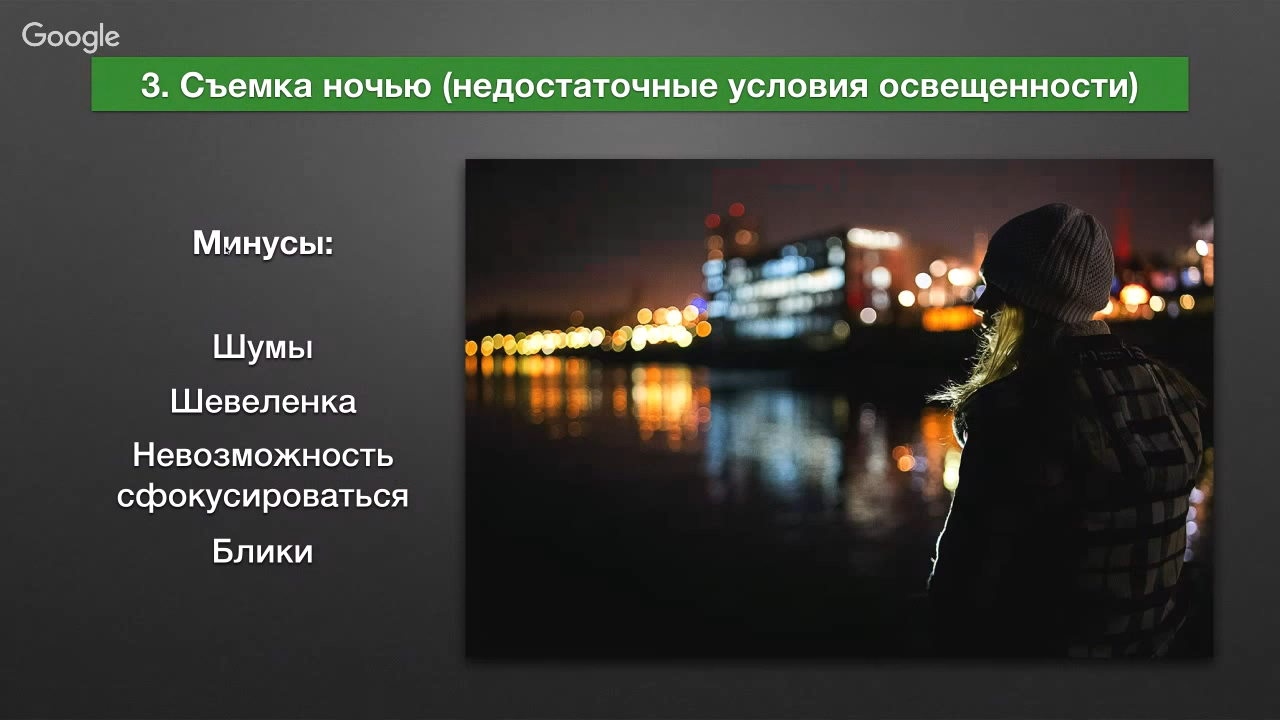 Google
3. Съемка ночью (недостаточные условия освещенности)
Минусы:
Шумы
Шевеленка
Невозможность
сфокусироваться
Блики